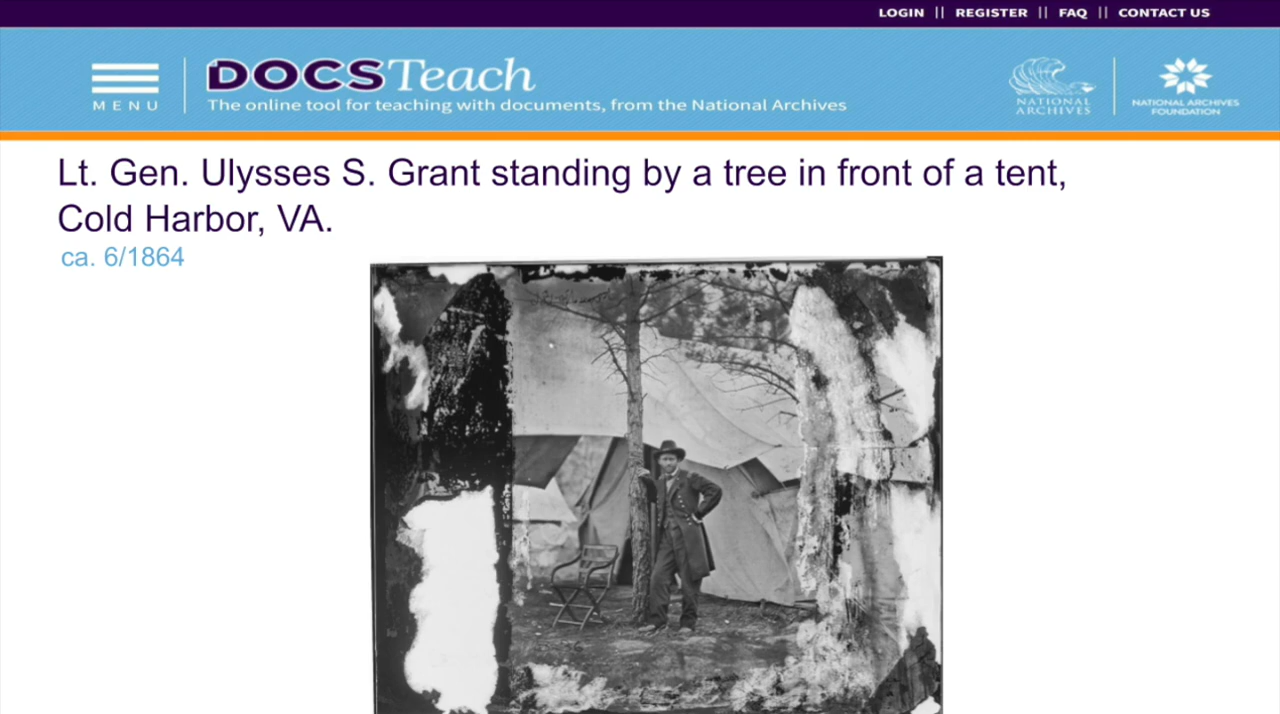 LOGIN || REGISTER || FAQ || CONTACT US
MENU
DOCSTeach
The online tool for teaching with documents, from the National Archives
NATIONAL
ARCHIVES
NATIONAL ARCHIVES
FOUNDATION
Lt. Gen. Ulysses S. Grant standing by a tree in front of a tent,
Cold Harbor, VA.
ca. 6/1864